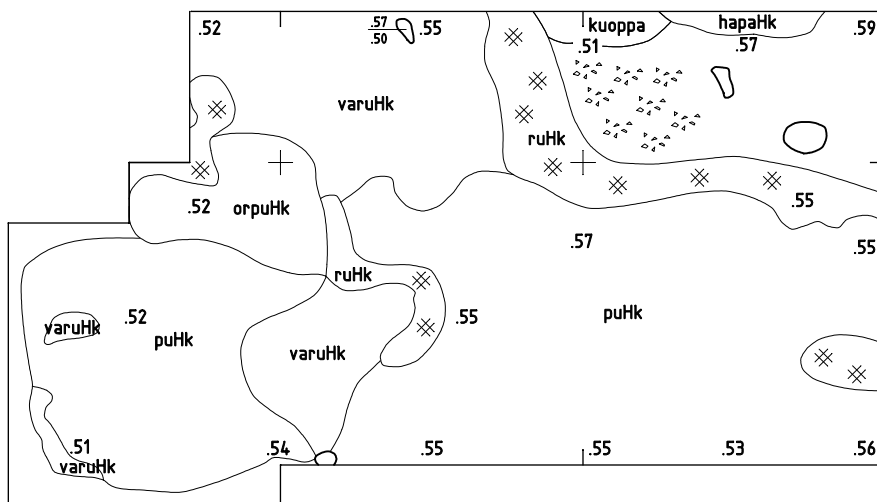 .52
.57
.50
.55
kuoppa
.51
hapaHk
.57
.59
varuHk
ruHk
.52
orpuHk
.55
.57
.55
ruHk
varuHk
.52
puHk
varuHk
.55
puHk
.51
varuHk
.54
.55
.55
.53
.56